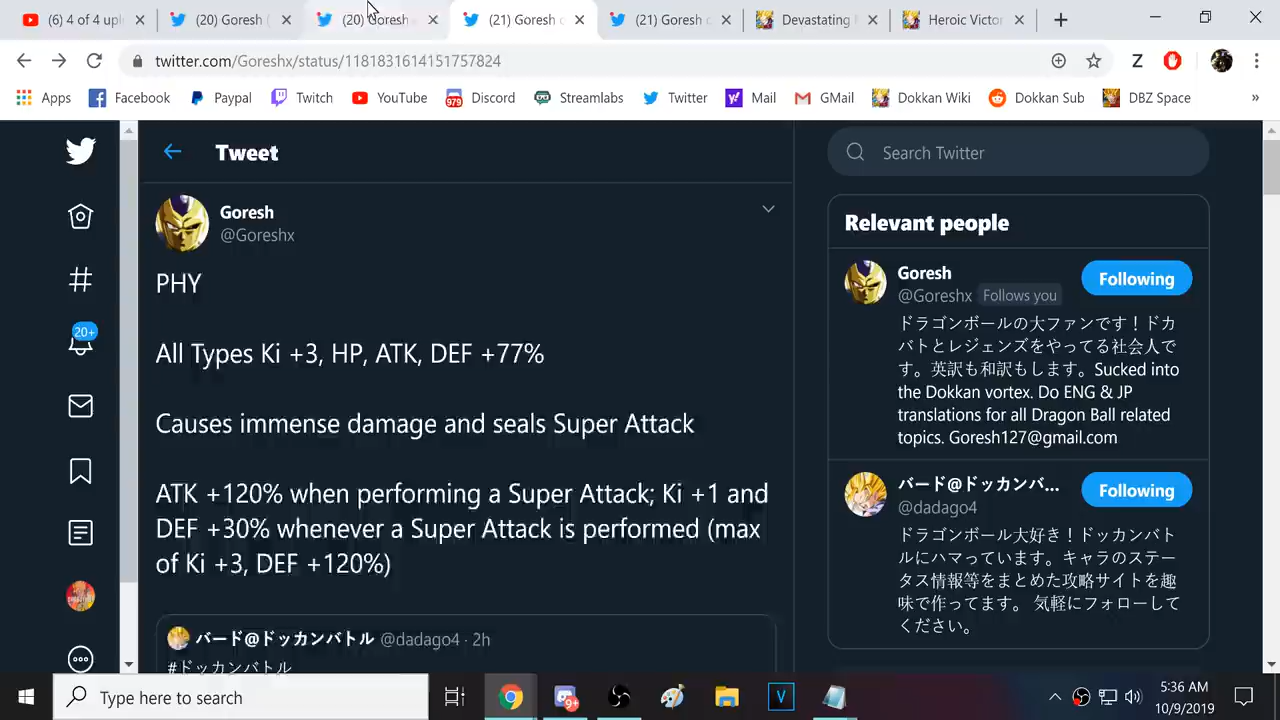 (6) 4 of 4 uple
(20) Goresh (
(20) Goresh
(21) Goresh c
(21) Goresh c
Devastating
Heroic Victor
twitter.com/Goreshx/status/1181831614151757824
Z
Apps
Facebook
Paypal
Twitch
YouTube
979
Discord
Streamlabs
Twitter
Mail
GMail
Dokkan Wiki
Dokkan Sub
DBZ Space
»
Tweet
Search Twitter
Goresh
@Goreshx
PHY
All Types Ki +3, HP, ATK, DEF +77%
Causes immense damage and seals Super Attack
ATK +120% when performing a Super Attack; Ki +1 and
DEF +30% whenever a Super Attack is performed (max
of Ki +3, DEF +120%)
バード@ドッカンバトル @dadago4 · 2h
#ドッカンバトル
20+
Relevant people
Goresh
@Goreshx Follows you
Following
ドラゴンボールの大ファンです！ドカ
バトとレジェンズをやってる社会人で
す。英訳も和訳もします。Sucked into
the Dokkan vortex. Do ENG & JP
translations for all Dragon Ball related
topics. Goresh127@gmail.com
バード@ドッカンバ...
@dadago4
Following
ドラゴンボール大好き！ドッカンバト
ルにハマっています。キャラのステー
タス情報等をまとめた攻略サイトを趣
味で作ってます。 気軽にフォローして
ください。
Type here to search
9+
V
5:36 AM
10/9/2019